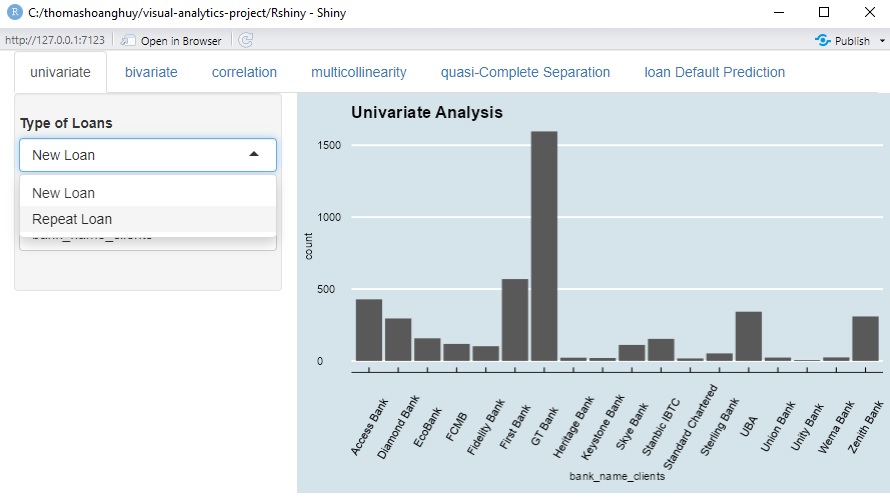 C:/thomashoanghuy/visual-analytics-project/Rshiny - Shiny
http://127.0.0.1:7123 Open in Browser Publish
univariate bivariate correlation multicollinearity quasi-Complete Separation loan Default Prediction
Type of Loans
New Loan
New Loan
Repeat Loan
bank_name_clients
Univariate Analysis
1500
1000
500
0
count
Access Bank Diamond Bank EcoBank FCMB Fidelity Bank First Bank GT Bank Heritage Bank Keystone Bank Skye Bank Stanbic IBTC Standard Chartered Sterling Bank UBA Union Bank Unity Bank Wema Bank Zenith Bank
bank_name_clients